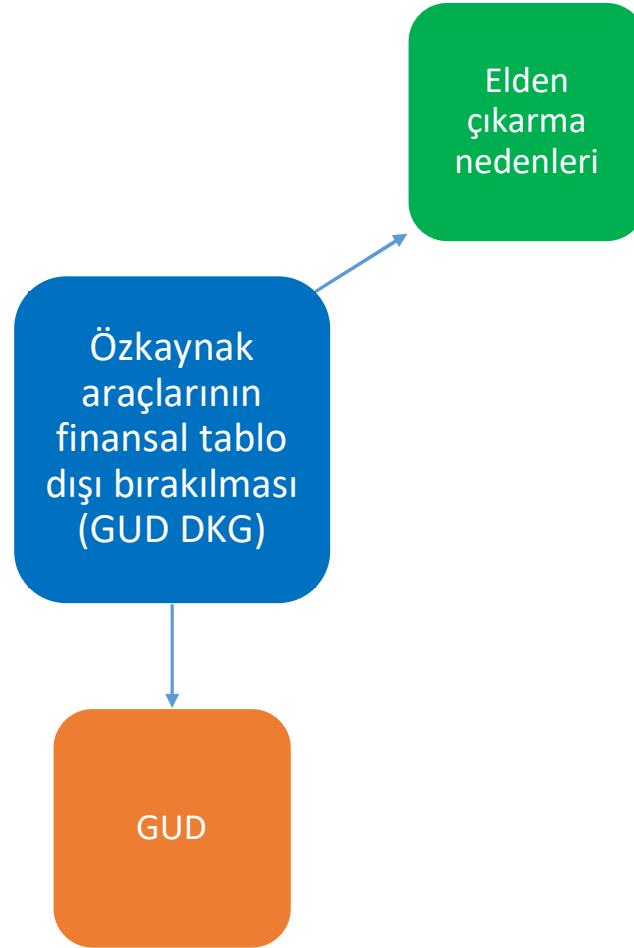 Elden
çıkarma
nedenleri
Özkaynak
araçlarının
finansal tablo
dışı bırakılması
(GUD DKG)
GUD